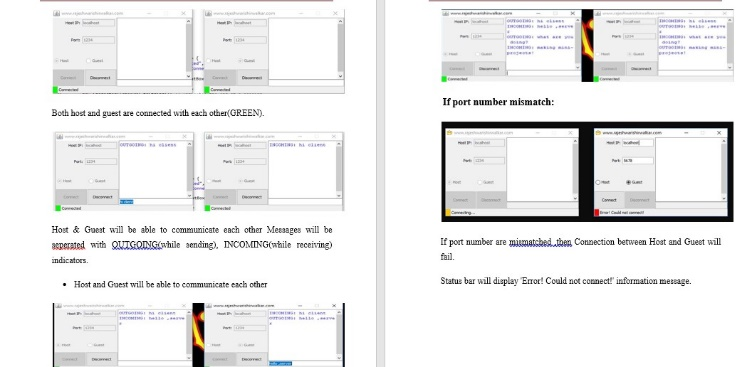 Host IP: localhost
Port: 1234
Host Guest
Connect Disconnect
Connected
Host IP: localhost
Port: 1234
Host Guest
Connect Disconnect
Both host and guest are connected with each other(GREEN).
Host IP: localhost
Port: 1234
Host Guest
Connect Disconnect
Connected
OUTGOING: hi client
Host IP: localhost
Port: 1234
Host Guest
Connect Disconnect
Connected
INCOMING: hi client
Host & Guest will be able to communicate each other Messages will be
seperated with OUTGOING(while sending), INCOMING(while receiving)
indicators.
• Host and Guest will be able to communicate each other
Host IP: localhost
Port: 1234
Host Guest
Connect Disconnect
OUTGOING: hi client
INCOMING: hello ,serve
r
Host IP: localhost
Port: 1234
Host Guest
Connect Disconnect
INCOMING: hi client
OUTGOING: hello ,serve
r
Host IP: localhost
Port: 1234
Host Guest
Connect Disconnect
Connected
OUTGOING: hi client
INCOMING: hello ,serve
r
OUTGOING: what are you
doing?
INCOMING: making mini-
projects!
Host IP: localhost
Port: 1234
Host Guest
Connect Disconnect
Connected
INCOMING: hi client
OUTGOING: hello ,serve
r
INCOMING: what are you
doing?
OUTGOING: making mini-
projects!
If port number mismatch:
Host IP: localhost
Port: 1234
Host Guest
Connect Disconnect
Connecting...
Host IP: localhost
Port: 5678
Host Guest
Connect Disconnect
Error! Could not connect!
If port number are mismatched ,then Connection between Host and Guest will
fail.
Status bar will display 'Error! Could not connect!' information message.